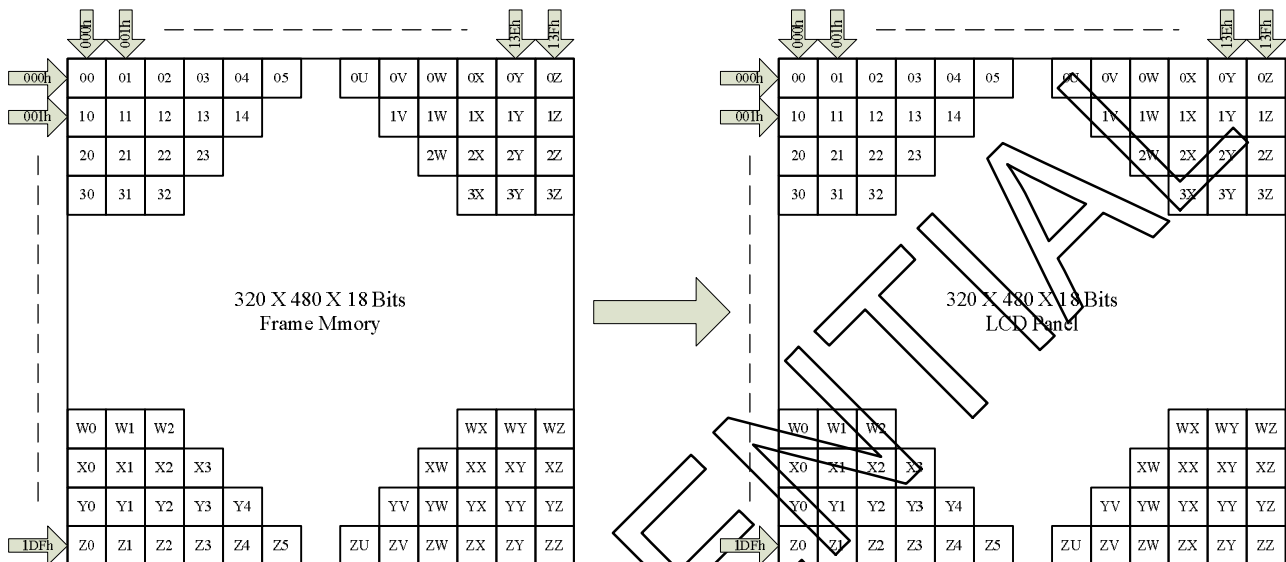 000h 001h 13Eh 13Fh 000h 001h 13Eh 13Fh
000h 00 01 02 03 04 05 0U 0V 0W 0X 0Y 0Z 000h 00 01 02 03 04 05 0U 0V 0W 0X 0Y 0Z
001h 10 11 12 13 14 1V 1W 1X 1Y 1Z 001h 10 11 12 13 14 1V 1W 1X 1Y 1Z
20 21 22 23 2W 2X 2Y 2Z 20 21 22 23 2W 2X 2Y 2Z
30 31 32 3X 3Y 3Z 30 31 32 3X 3Y 3Z
320 X 480 X 18 Bits 320 X 480 X 18 Bits
Frame Mmory LCD Panel
W0 W1 W2 WX WY WZ W0 W1 W2 WX WY WZ
X0 X1 X2 X3 XW XX XY XZ X0 X1 X2 X3 XW XX XY XZ
Y0 Y1 Y2 Y3 Y4 YV YW YX YY YZ Y0 Y1 Y2 Y3 Y4 YV YW YX YY YZ
1DFh Z0 Z1 Z2 Z3 Z4 Z5 ZU ZV ZW ZX ZY ZZ 1DFh Z0 Z1 Z2 Z3 Z4 Z5 ZU ZV ZW ZX ZY ZZ
ENTIAL